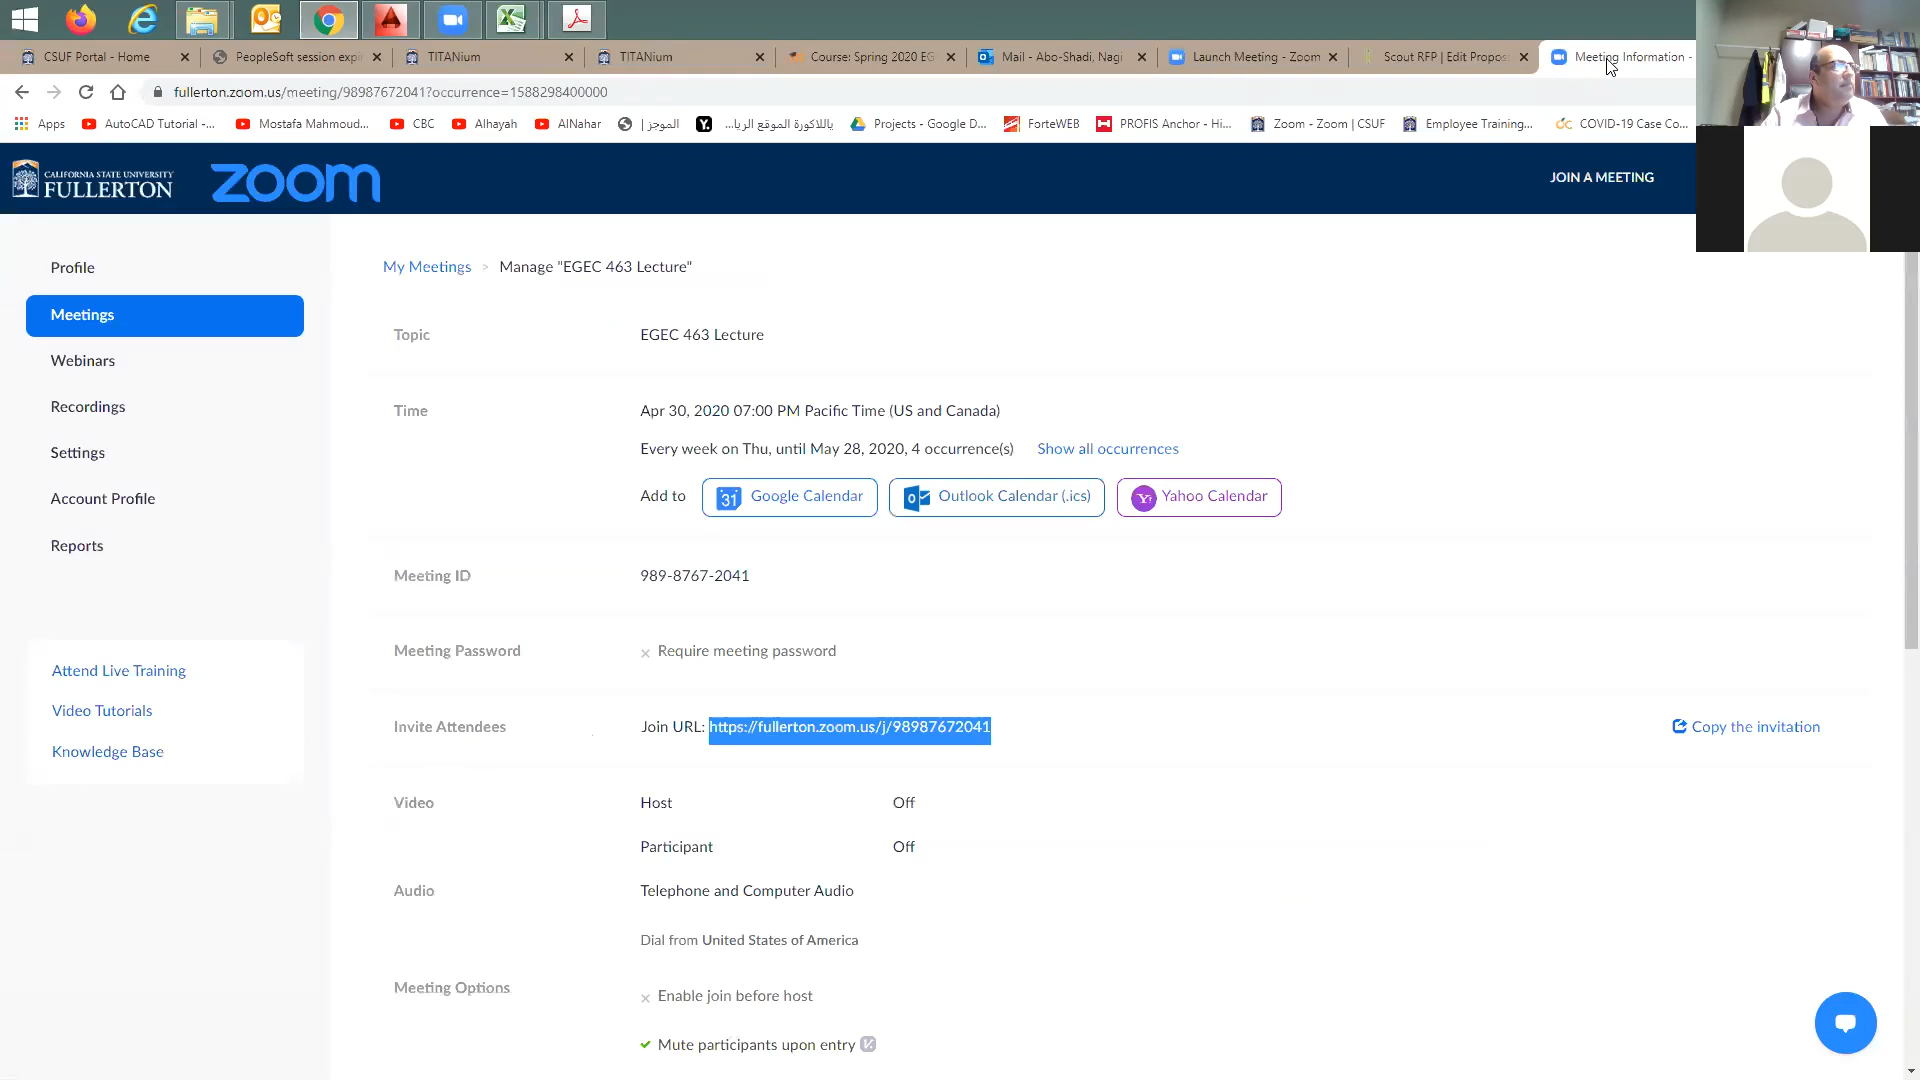 CSUF Portal - Home
PeopleSoft session expi
TITANium
TITANium
Course: Spring 2020 EG
Mail - Abo-Shadi, Nagi
Launch Meeting - Zoom
Scout RFP | Edit Propos
Meeting Information -
fullerton.zoom.us/meeting/98987672041?occurrence=1588298400000
Apps
AutoCAD Tutorial -...
Mostafa Mahmoud...
CBC
Alhayah
AlNahar
الموجز |
ياللاكورة الموقع الريا...
Projects - Google D...
ForteWEB
PROFIS Anchor - Hi...
Zoom - Zoom | CSUF
Employee Training...
COVID-19 Case Co...
CALIFORNIA STATE UNIVERSITY
FULLERTON
zoom
JOIN A MEETING
Profile
Meetings
Webinars
Recordings
Settings
Account Profile
Reports
Attend Live Training
Video Tutorials
Knowledge Base
My Meetings > Manage "EGEC 463 Lecture"
Topic EGEC 463 Lecture
Time Apr 30, 2020 07:00 PM Pacific Time (US and Canada)
Every week on Thu, until May 28, 2020, 4 occurrence(s) Show all occurrences
Add to 31 Google Calendar Outlook Calendar (.ics) Yahoo Calendar
Meeting ID 989-8767-2041
Meeting Password × Require meeting password
Invite Attendees Join URL: https://fullerton.zoom.us/j/98987672041 Copy the invitation
Video Host Off
Participant Off
Audio Telephone and Computer Audio
Dial from United States of America
Meeting Options × Enable join before host
Mute participants upon entry